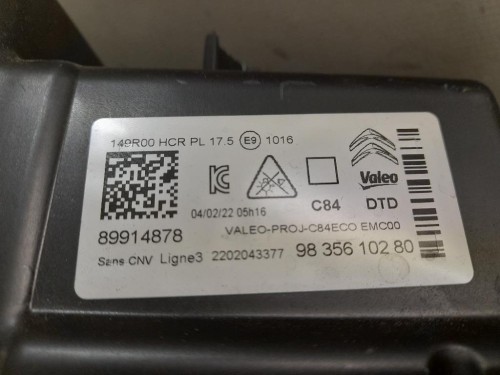 149R00 HCR PL 17.5 E9 1016
Valeo
C84 DTD
04/02/22 05h16
89914878 VALEO-PROJ-C84ECO EMC00
Sans CNV Ligne3 2202043377 98 356 102 80